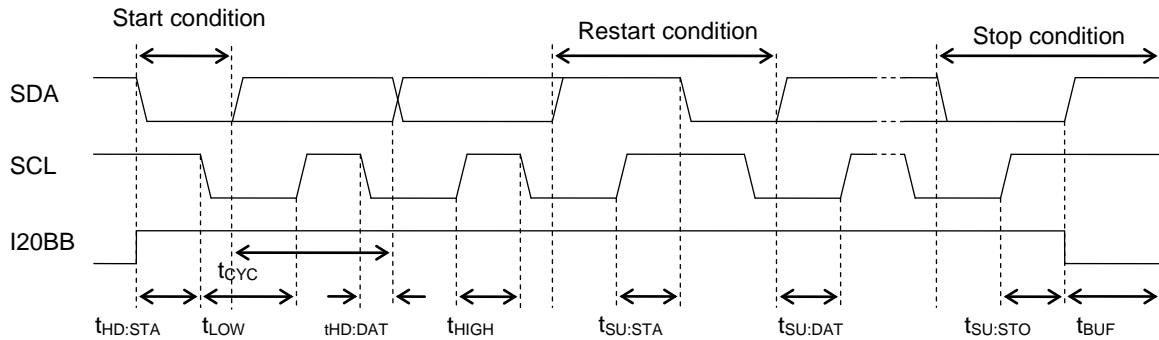 Start condition
Restart condition
Stop condition
SDA
SCL
I20BB
tCYC
tHD:STA tLOW tHD:DAT tHIGH tSU:STA tSU:DAT tSU:STO tBUF